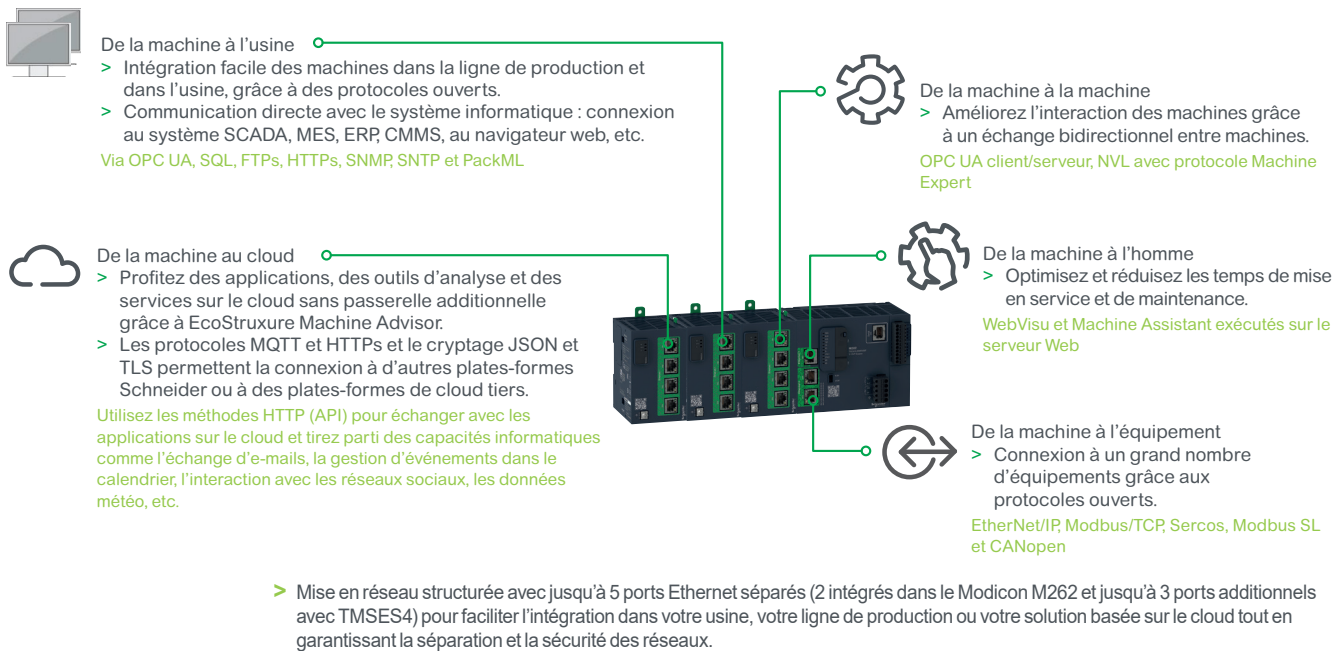 De la machine à l'usine
> Intégration facile des machines dans la ligne de production et
dans l'usine, grâce à des protocoles ouverts.
> Communication directe avec le système informatique : connexion
au système SCADA, MES, ERP, CMMS, au navigateur web, etc.
Via OPC UA, SQL, FTPs, HTTPs, SNMP, SNTP et PackML
De la machine au cloud
> Profitez des applications, des outils d'analyse et des
services sur le cloud sans passerelle additionnelle
grâce à EcoStruxure Machine Advisor.
> Les protocoles MQTT et HTTPs et le cryptage JSON et
TLS permettent la connexion à d'autres plates-formes
Schneider ou à des plates-formes de cloud tiers.
Utilisez les méthodes HTTP (API) pour échanger avec les
applications sur le cloud et tirez parti des capacités informatiques
comme l'échange d'e-mails, la gestion d'événements dans le
calendrier, l'interaction avec les réseaux sociaux, les données
météo, etc.
De la machine à la machine
> Améliorez l'interaction des machines grâce
à un échange bidirectionnel entre machines.
OPC UA client/serveur, NVL avec protocole Machine
Expert
De la machine à l'homme
> Optimisez et réduisez les temps de mise
en service et de maintenance.
WebVisu et Machine Assistant exécutés sur le
serveur Web
De la machine à l'équipement
> Connexion à un grand nombre
d'équipements grâce aux
protocoles ouverts.
EtherNet/IP, Modbus/TCP, Sercos, Modbus SL
et CANopen
> Mise en réseau structurée avec jusqu'à 5 ports Ethernet séparés (2 intégrés dans le Modicon M262 et jusqu'à 3 ports additionnels
avec TMSES4) pour faciliter l'intégration dans votre usine, votre ligne de production ou votre solution basée sur le cloud tout en
garantissant la séparation et la sécurité des réseaux.